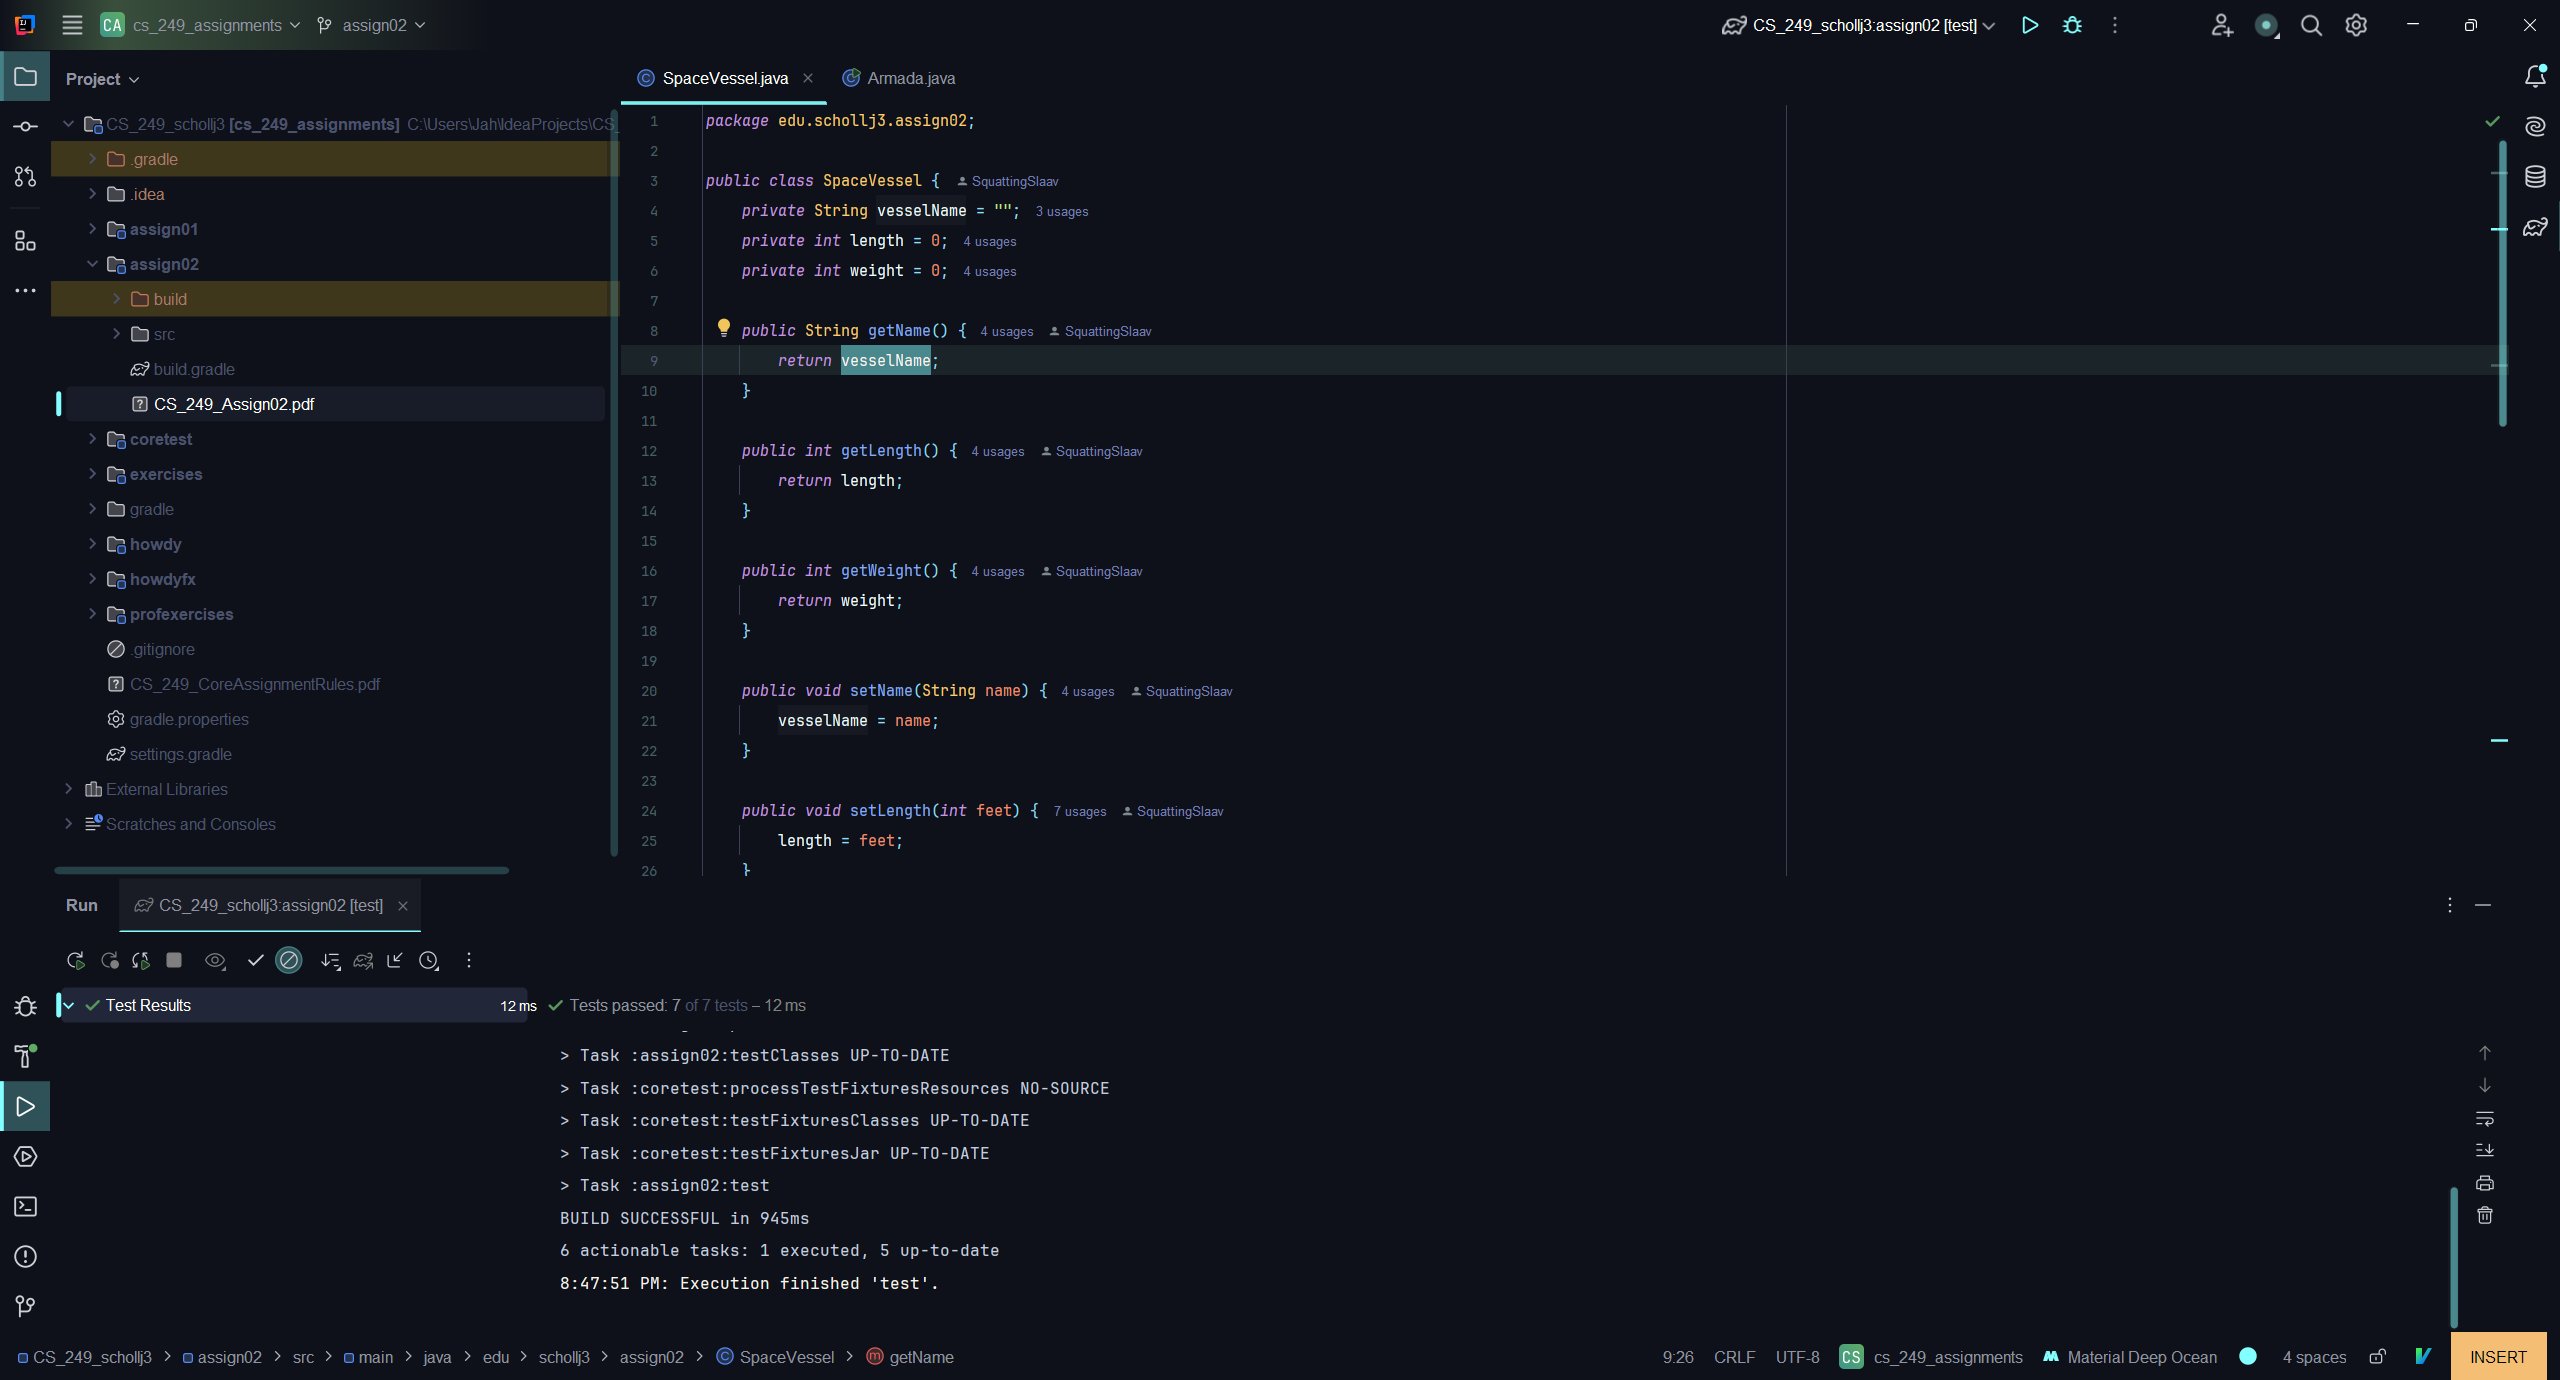 CA cs_249_assignments assign02 CS_249_schollj3:assign02 [test]
Project
CS_249_schollj3 [cs_249_assignments] C:\Users\Jah\IdeaProjects\CS_
.gradle
.idea
assign01
assign02
build
src
build.gradle
CS_249_Assign02.pdf
coretest
exercises
gradle
howdy
howdyfx
profexercises
.gitignore
CS_249_CoreAssignmentRules.pdf
gradle.properties
settings.gradle
External Libraries
Scratches and Consoles
SpaceVessel.java Armada.java
1 package edu.schollj3.assign02;
2
3 public class SpaceVessel { SquattingSlaav
4 private String vesselName = ""; 3 usages
5 private int length = 0; 4 usages
6 private int weight = 0; 4 usages
7
8 public String getName() { 4 usages SquattingSlaav
9 return vesselName;
10 }
11
12 public int getLength() { 4 usages SquattingSlaav
13 return length;
14 }
15
16 public int getWeight() { 4 usages SquattingSlaav
17 return weight;
18 }
19
20 public void setName(String name) { 4 usages SquattingSlaav
21 vesselName = name;
22 }
23
24 public void setLength(int feet) { 7 usages SquattingSlaav
25 length = feet;
26 }
Run CS_249_schollj3:assign02 [test]
Test Results 12 ms Tests passed: 7 of 7 tests – 12 ms
> Task :assign02:testClasses UP-TO-DATE
> Task :coretest:processTestFixturesResources NO-SOURCE
> Task :coretest:testFixturesClasses UP-TO-DATE
> Task :coretest:testFixturesJar UP-TO-DATE
> Task :assign02:test
BUILD SUCCESSFUL in 945ms
6 actionable tasks: 1 executed, 5 up-to-date
8:47:51 PM: Execution finished 'test'.
CS_249_schollj3 > assign02 > src > main > java > edu > schollj3 > assign02 > SpaceVessel > getName 9:26 CRLF UTF-8 CS cs_249_assignments Material Deep Ocean 4 spaces INSERT